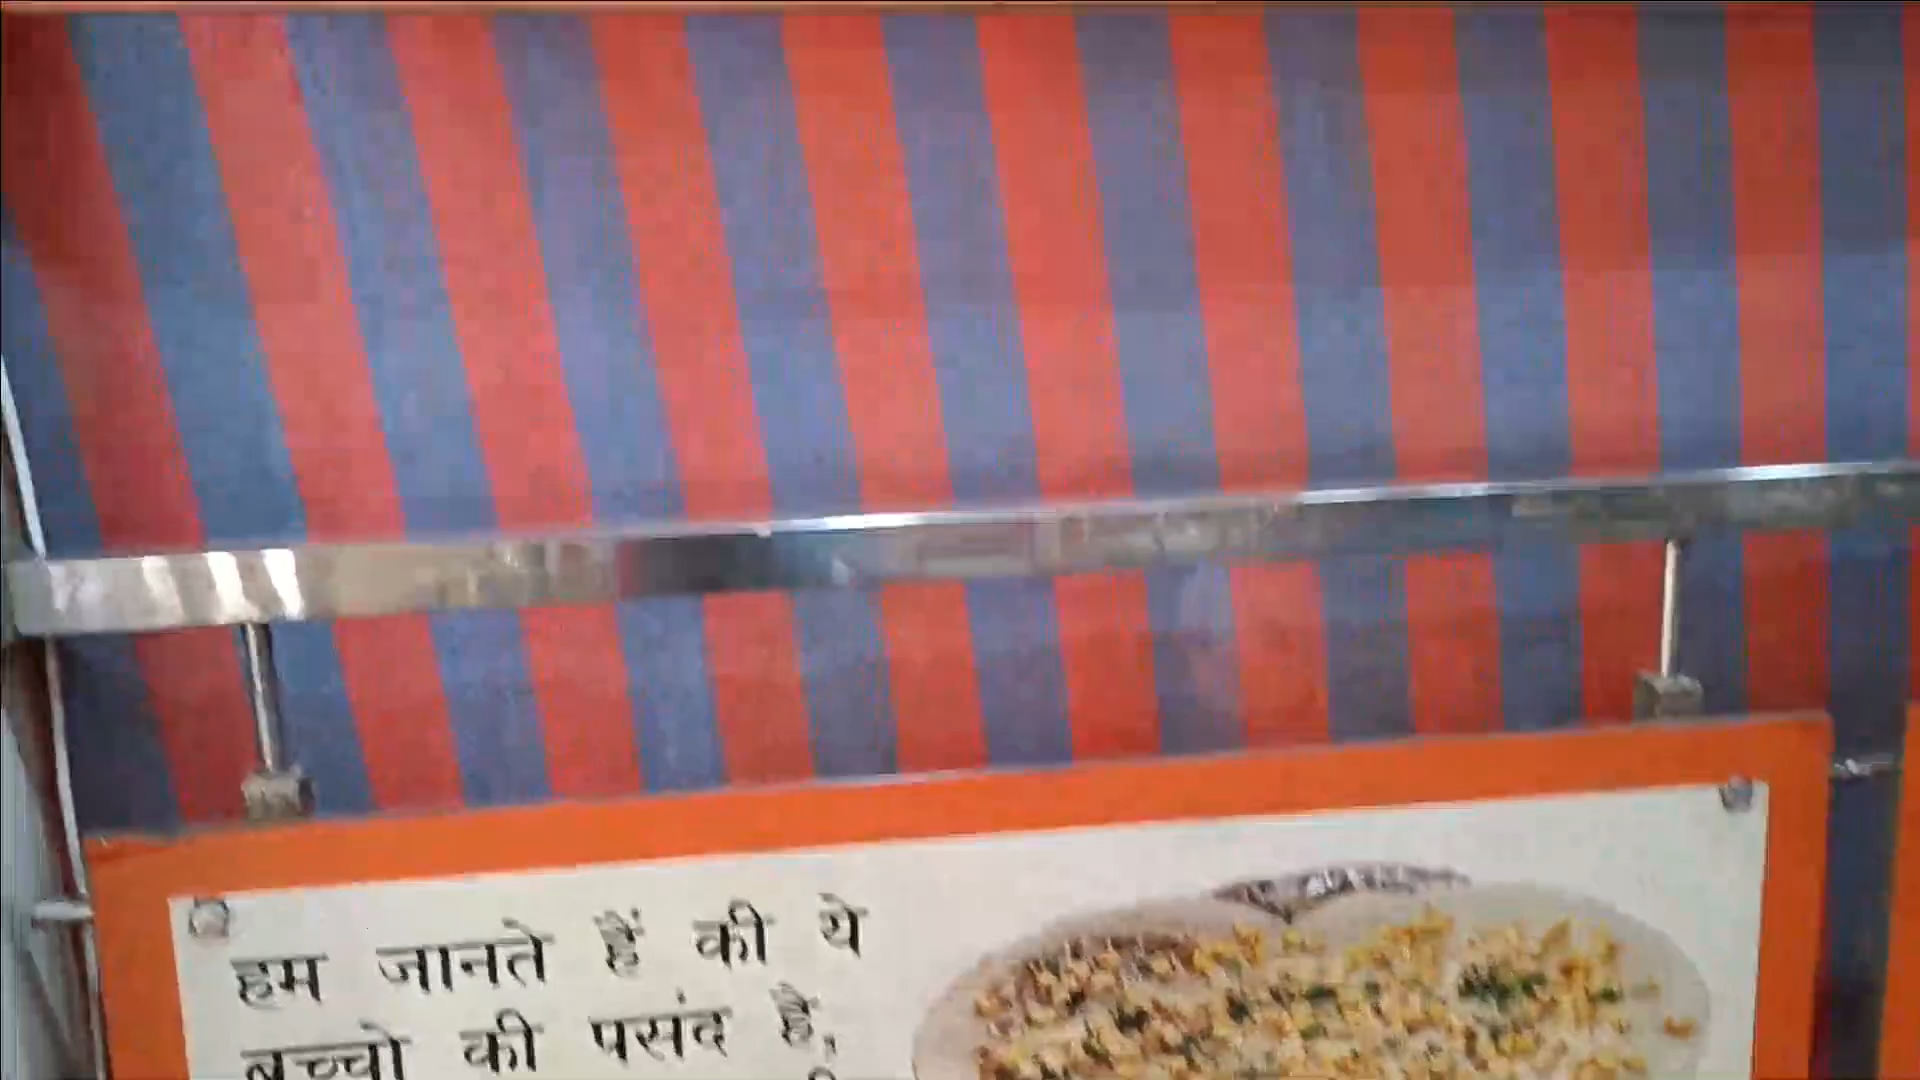 हम जानते हैं की ये
बच्चो की पसंद है,